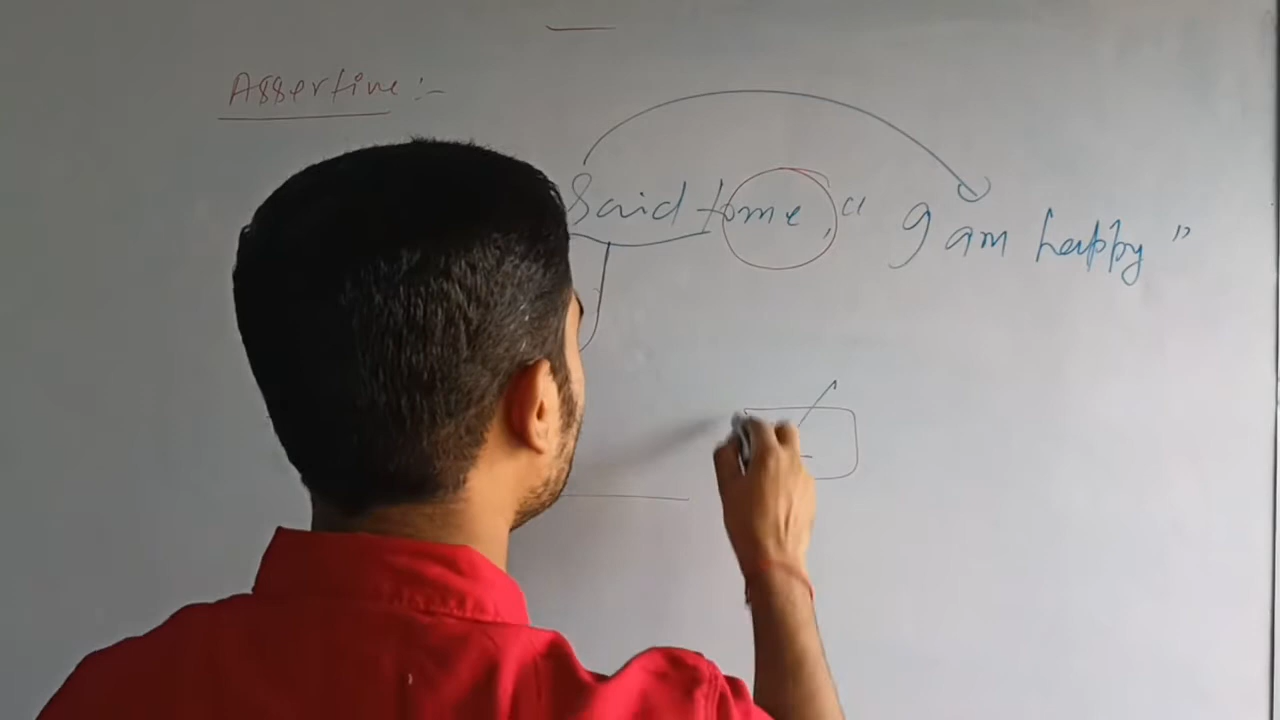 Assertive :-
Said to me, " I am happy "